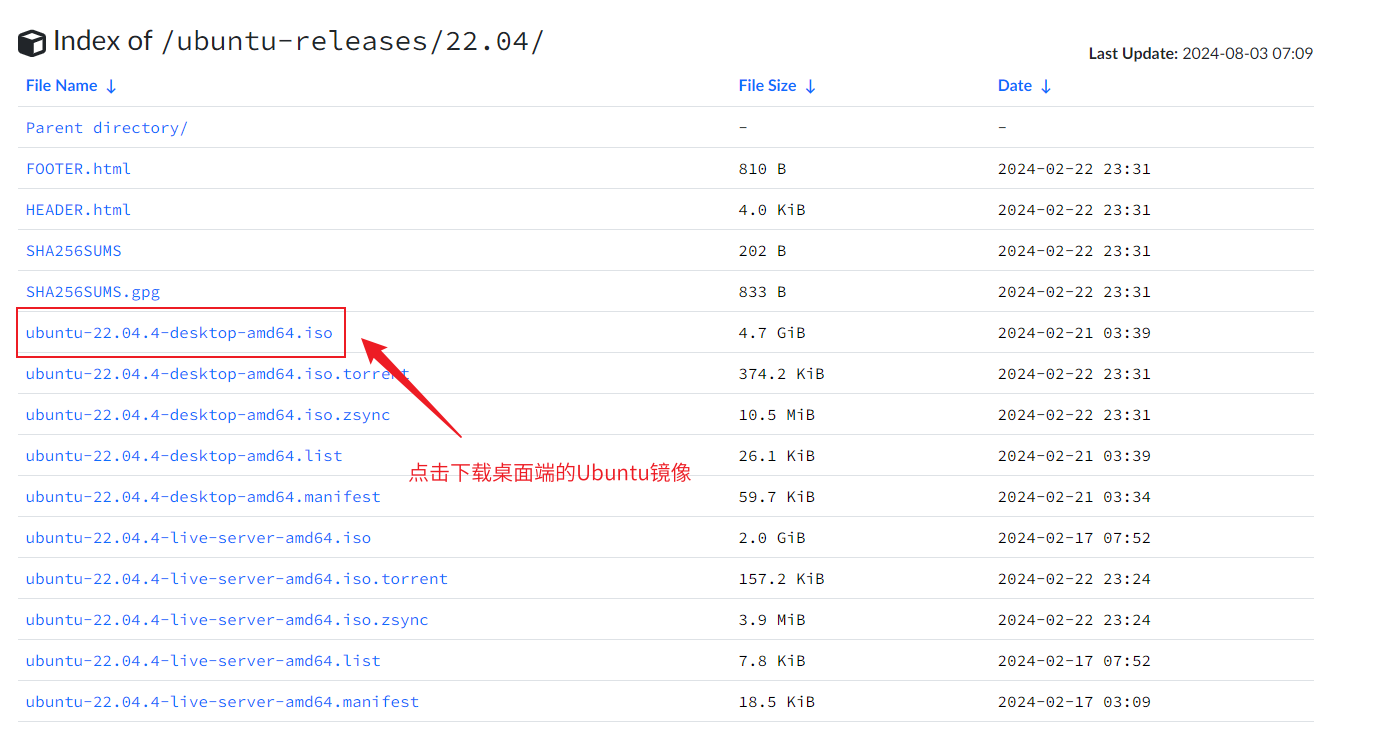 Index of /ubuntu-releases/22.04/
Last Update: 2024-08-03 07:09
File Name ↓ File Size ↓ Date ↓
Parent directory/ - -
FOOTER.html 810 B 2024-02-22 23:31
HEADER.html 4.0 KiB 2024-02-22 23:31
SHA256SUMS 202 B 2024-02-22 23:31
SHA256SUMS.gpg 833 B 2024-02-22 23:31
ubuntu-22.04.4-desktop-amd64.iso 4.7 GiB 2024-02-21 03:39
ubuntu-22.04.4-desktop-amd64.iso.torrent 374.2 KiB 2024-02-22 23:31
ubuntu-22.04.4-desktop-amd64.iso.zsync 10.5 MiB 2024-02-22 23:31
ubuntu-22.04.4-desktop-amd64.list 26.1 KiB 2024-02-21 03:39
点击下载桌面端的Ubuntu镜像
ubuntu-22.04.4-desktop-amd64.manifest 59.7 KiB 2024-02-21 03:34
ubuntu-22.04.4-live-server-amd64.iso 2.0 GiB 2024-02-17 07:52
ubuntu-22.04.4-live-server-amd64.iso.torrent 157.2 KiB 2024-02-22 23:24
ubuntu-22.04.4-live-server-amd64.iso.zsync 3.9 MiB 2024-02-22 23:24
ubuntu-22.04.4-live-server-amd64.list 7.8 KiB 2024-02-17 07:52
ubuntu-22.04.4-live-server-amd64.manifest 18.5 KiB 2024-02-17 03:09